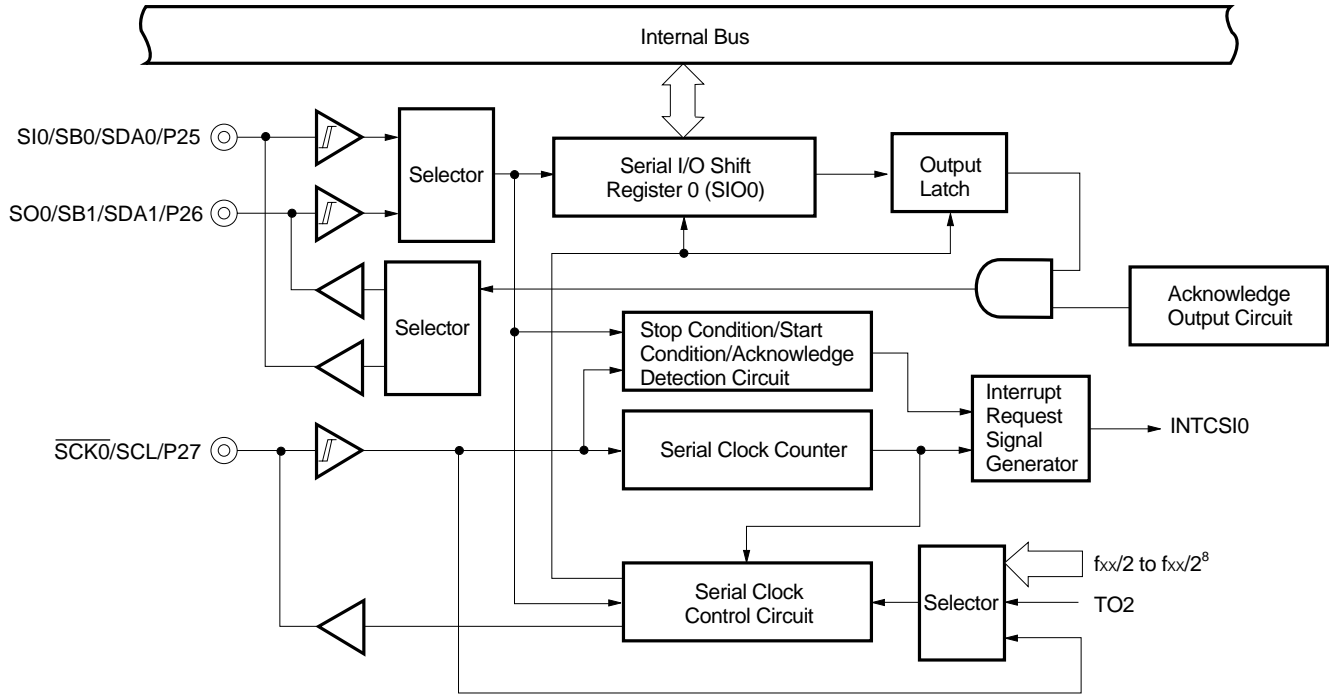 Internal Bus
SI0/SB0/SDA0/P25
Selector
Serial I/O Shift
Register 0 (SIO0)
Output
Latch
SO0/SB1/SDA1/P26
Selector
Acknowledge
Output Circuit
Stop Condition/Start
Condition/Acknowledge
Detection Circuit
Interrupt
Request
Signal
Generator
INTCSI0
SCK0/SCL/P27
Serial Clock Counter
Serial Clock
Control Circuit
Selector
fxx/2 to fxx/2⁸
TO2